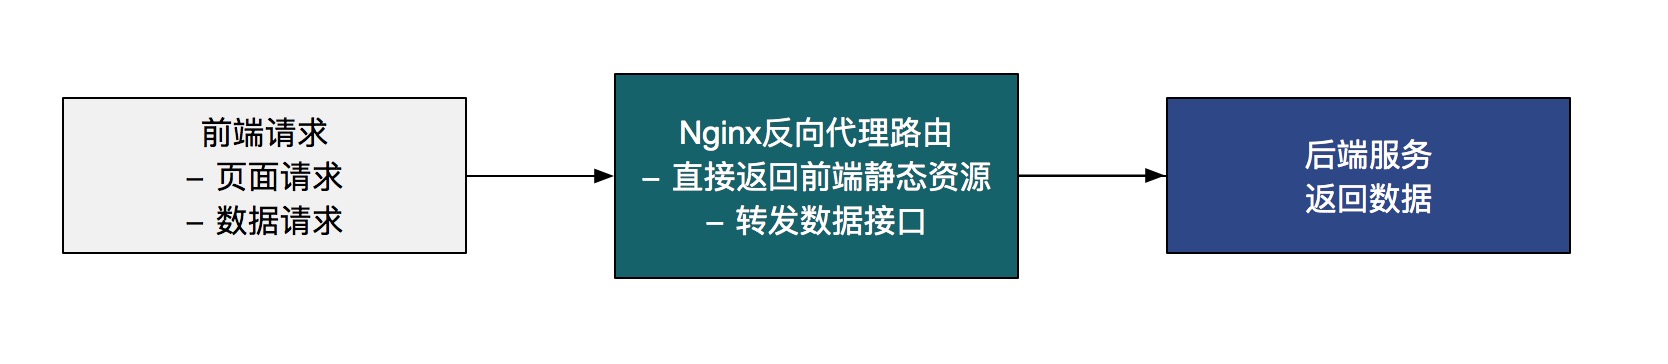 前端请求
– 页面请求
– 数据请求
Nginx反向代理路由
– 直接返回前端静态资源
– 转发数据接口
后端服务
返回数据